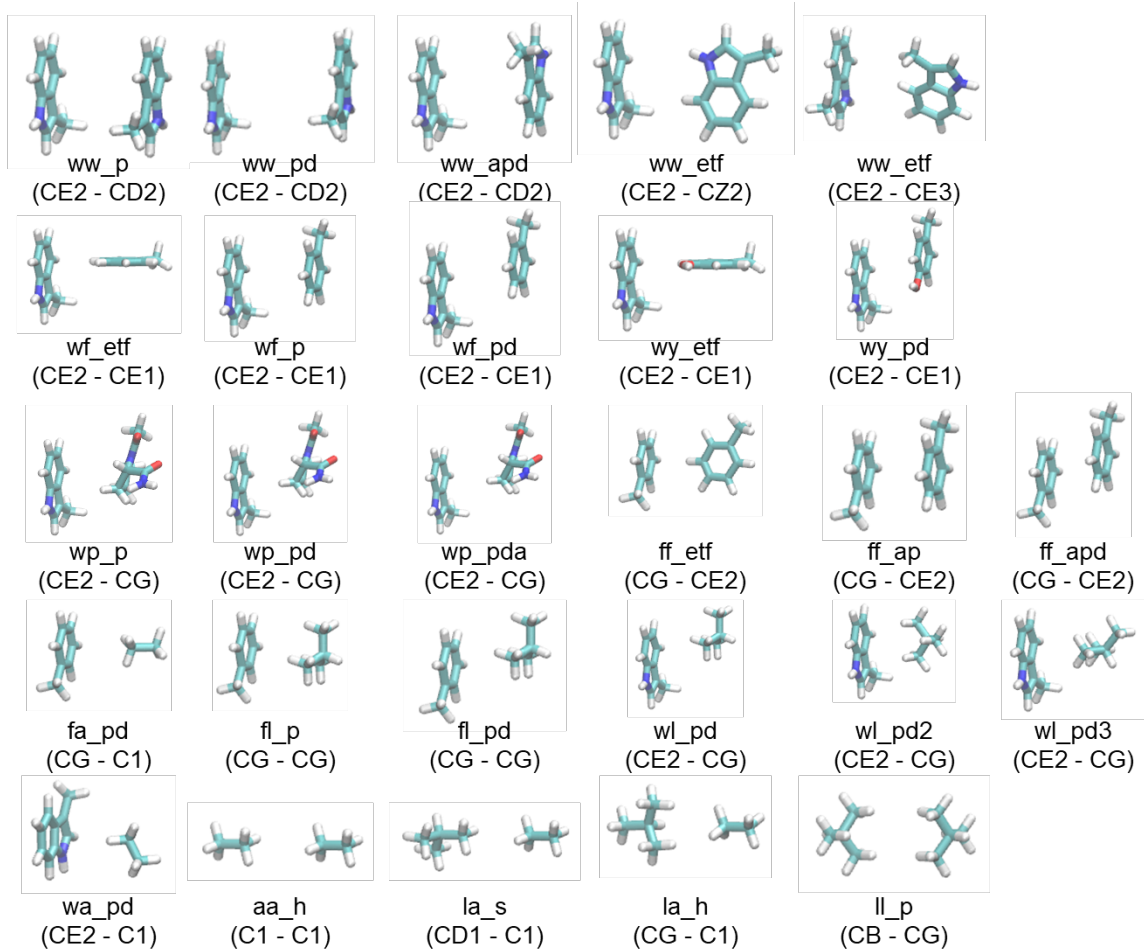 ww_p ww_pd ww_apd ww_etf ww_etf
(CE2 - CD2) (CE2 - CD2) (CE2 - CD2) (CE2 - CZ2) (CE2 - CE3)
wf_etf wf_p wf_pd wy_etf wy_pd
(CE2 - CE1) (CE2 - CE1) (CE2 - CE1) (CE2 - CE1) (CE2 - CE1)
wp_p wp_pd wp_pda ff_etf ff_ap ff_apd
(CE2 - CG) (CE2 - CG) (CE2 - CG) (CG - CE2) (CG - CE2) (CG - CE2)
fa_pd fl_p fl_pd wl_pd wl_pd2 wl_pd3
(CG - C1) (CG - CG) (CG - CG) (CE2 - CG) (CE2 - CG) (CE2 - CG)
wa_pd aa_h la_s la_h ll_p
(CE2 - C1) (C1 - C1) (CD1 - C1) (CG - C1) (CB - CG)